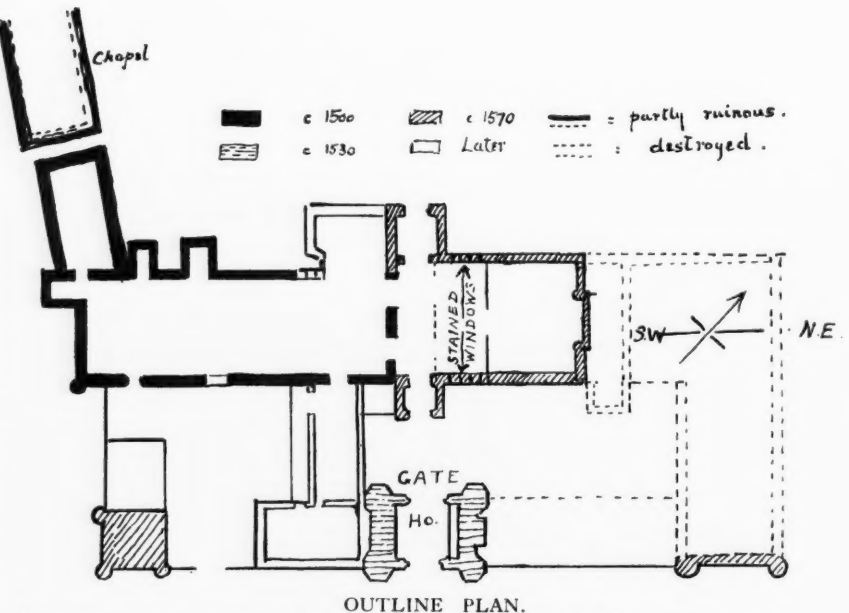 Chapel
c 1500
c 1570
= partly ruinous.
c 1530
Later
= destroyed.
STAINED
WINDOWS
S.W
N.E.
GATE
HO.
OUTLINE PLAN.